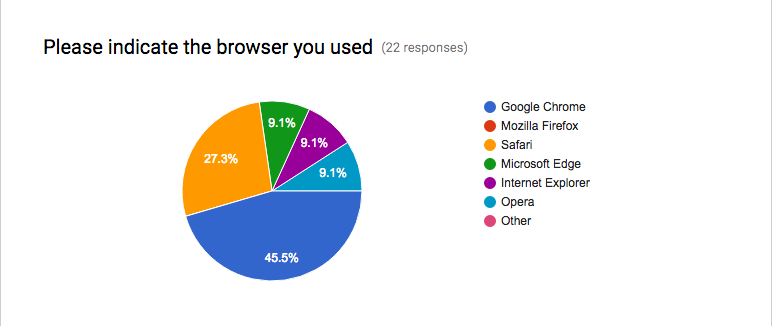 Please indicate the browser you used (22 responses)
9.1%
9.1%
27.3%
9.1%
45.5%
Google Chrome
Mozilla Firefox
Safari
Microsoft Edge
Internet Explorer
Opera
Other